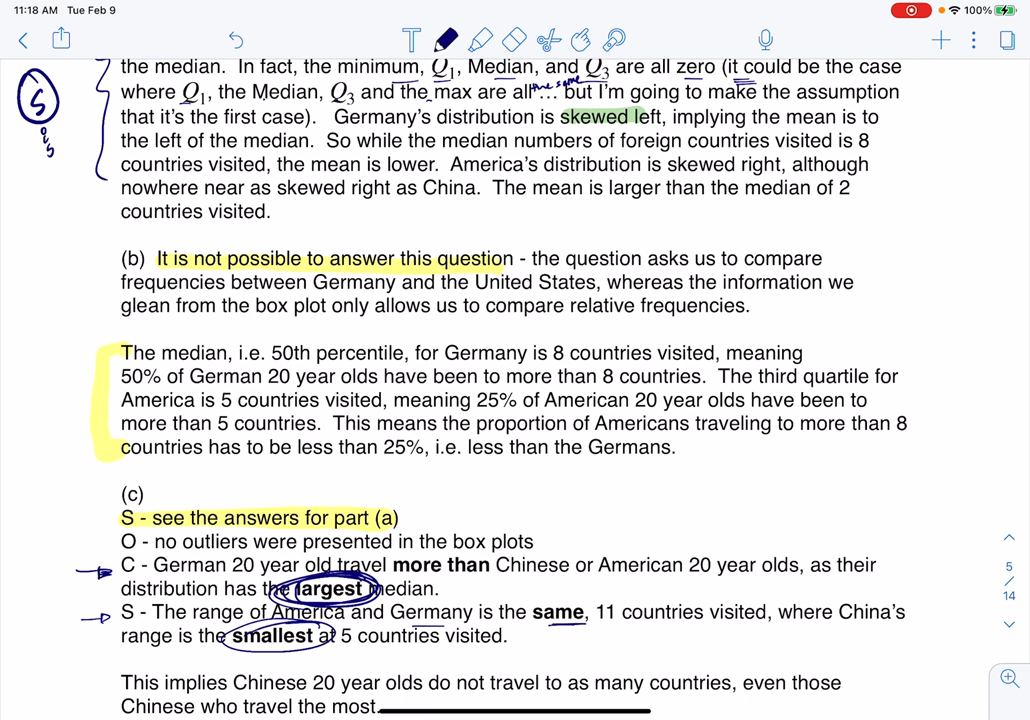 11:18 AM Tue Feb 9
100%
the median. In fact, the minimum, Q1, Median, and Q3 are all zero (it could be the case
the same
where Q1, the Median, Q3 and the max are all... but I'm going to make the assumption
that it's the first case). Germany's distribution is skewed left, implying the mean is to
the left of the median. So while the median numbers of foreign countries visited is 8
countries visited, the mean is lower. America's distribution is skewed right, although
nowhere near as skewed right as China. The mean is larger than the median of 2
countries visited.
S
(b) It is not possible to answer this question - the question asks us to compare
frequencies between Germany and the United States, whereas the information we
glean from the box plot only allows us to compare relative frequencies.
The median, i.e. 50th percentile, for Germany is 8 countries visited, meaning
50% of German 20 year olds have been to more than 8 countries. The third quartile for
America is 5 countries visited, meaning 25% of American 20 year olds have been to
more than 5 countries. This means the proportion of Americans traveling to more than 8
countries has to be less than 25%, i.e. less than the Germans.
(c)
S - see the answers for part (a)
O - no outliers were presented in the box plots
C - German 20 year old travel more than Chinese or American 20 year olds, as their
distribution has the largest median.
S - The range of America and Germany is the same, 11 countries visited, where China's
range is the smallest at 5 countries visited.
This implies Chinese 20 year olds do not travel to as many countries, even those
Chinese who travel the most.
5
/
14